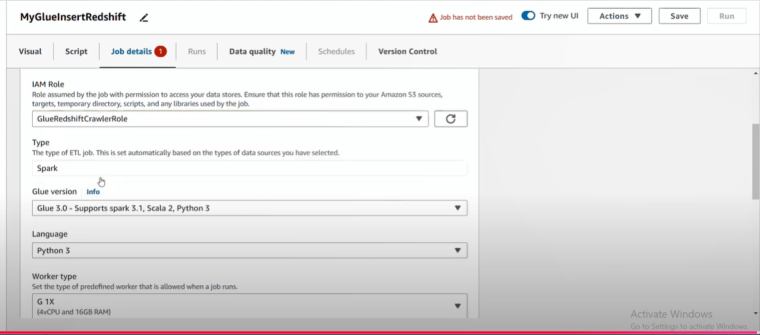 MyGlueInsertRedshift
Job has not been saved
Try new UI
Actions
Save
Run
Visual
Script
Job details 1
Runs
Data quality New
Schedules
Version Control
IAM Role
Role assumed by the job with permission to access your data stores. Ensure that this role has permission to your Amazon S3 sources,
targets, temporary directory, scripts, and any libraries used by the job.
GlueRedshiftCrawlerRole
Type
The type of ETL job. This is set automatically based on the types of data sources you have selected.
Spark
Glue version Info
Glue 3.0 - Supports spark 3.1, Scala 2, Python 3
Language
Python 3
Worker type
Set the type of predefined worker that is allowed when a job runs.
G 1X
(4vCPU and 16GB RAM)
Activate Windows
Go to Settings to activate Windows.